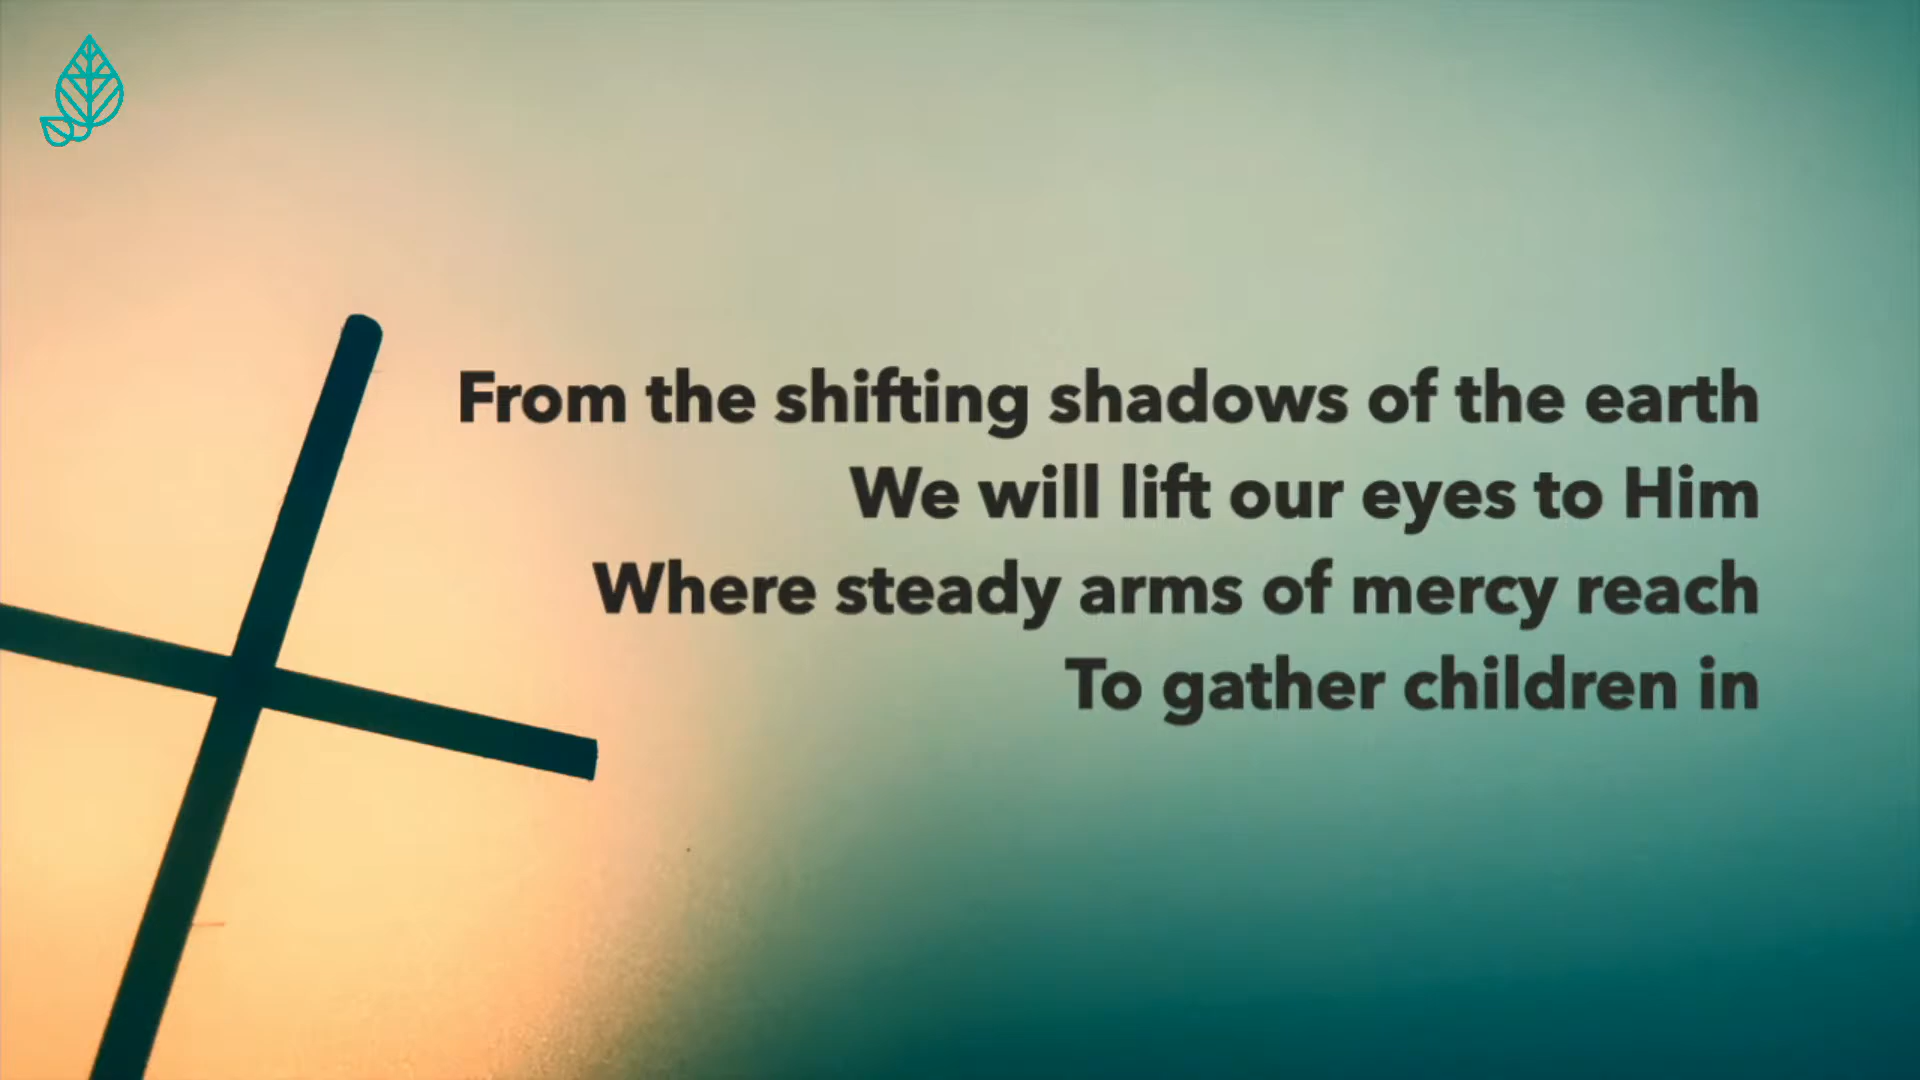 From the shifting shadows of the earth
We will lift our eyes to Him
Where steady arms of mercy reach
To gather children in